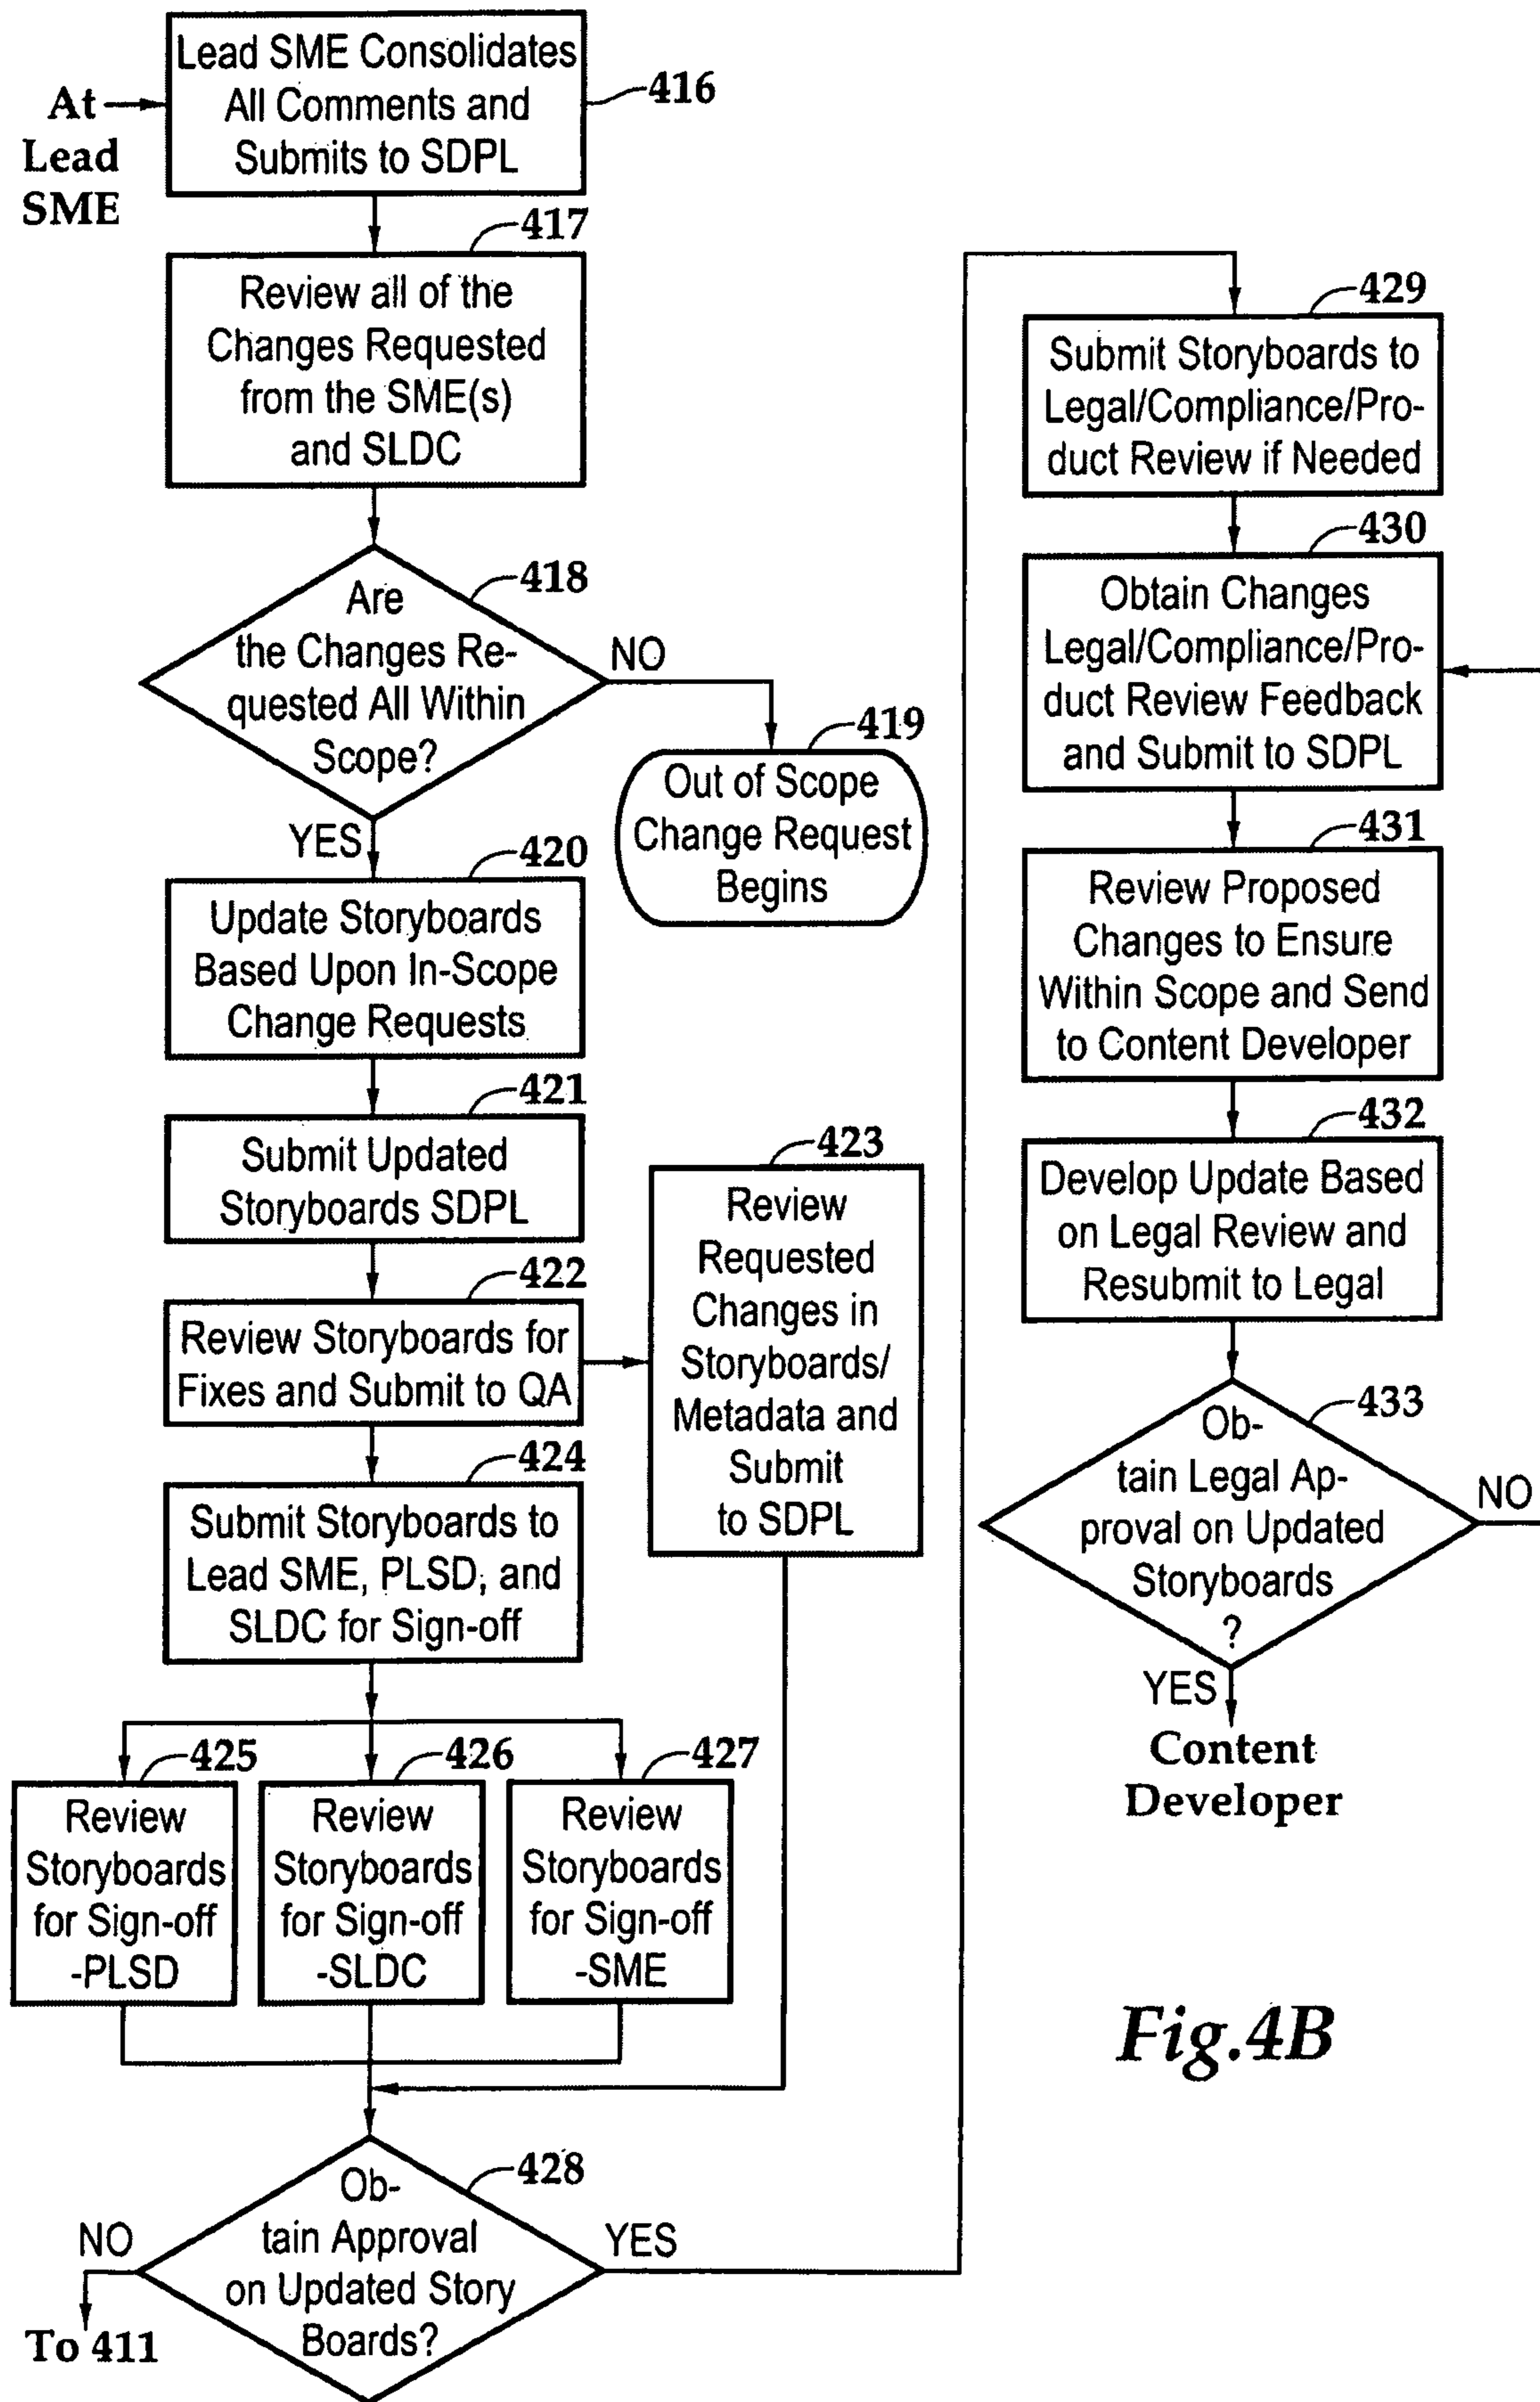 Lead SME Consolidates
All Comments and
Submits to SDPL
416
At
Lead
SME
417
Review all of the
Changes Requested
from the SME(s)
and SLDC
418
Are
the Changes Re-
quested All Within
Scope?
NO
YES
419
Out of Scope
Change Request
Begins
420
Update Storyboards
Based Upon In-Scope
Change Requests
421
Submit Updated
Storyboards SDPL
422
Review Storyboards for
Fixes and Submit to QA
423
Review
Requested
Changes in
Storyboards/
Metadata and
Submit
to SDPL
424
Submit Storyboards to
Lead SME, PLSD, and
SLDC for Sign-off
425
Review
Storyboards
for Sign-off
-PLSD
426
Review
Storyboards
for Sign-off
-SLDC
427
Review
Storyboards
for Sign-off
-SME
428
Ob-
tain Approval
on Updated Story
Boards?
NO
YES
To 411
429
Submit Storyboards to
Legal/Compliance/Pro-
duct Review if Needed
430
Obtain Changes
Legal/Compliance/Pro-
duct Review Feedback
and Submit to SDPL
431
Review Proposed
Changes to Ensure
Within Scope and Send
to Content Developer
432
Develop Update Based
on Legal Review and
Resubmit to Legal
433
Ob-
tain Legal Ap-
proval on Updated
Storyboards
?
NO
YES
Content
Developer
Fig.4B